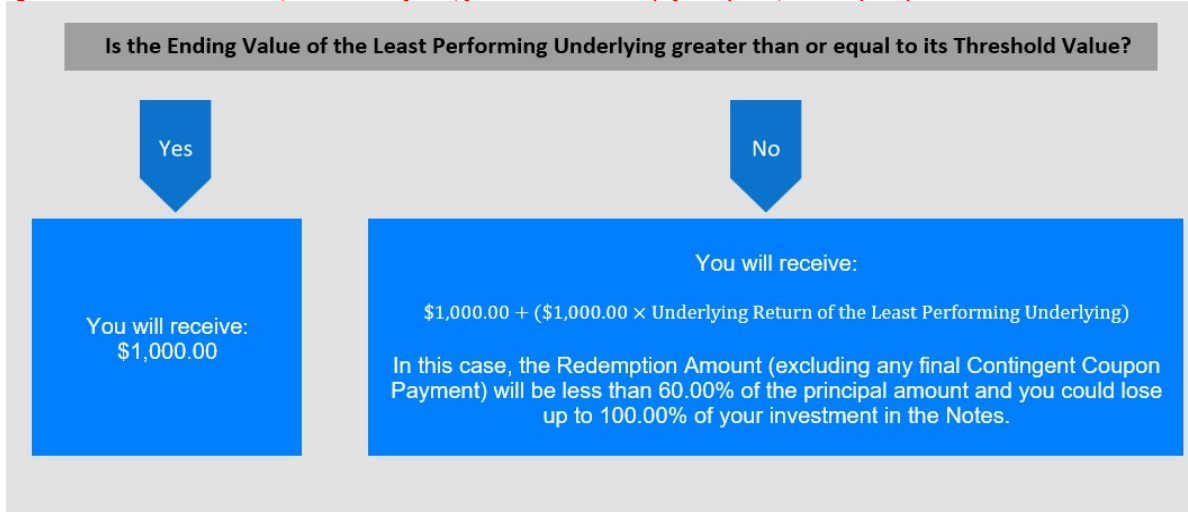 Is the Ending Value of the Least Performing Underlying greater than or equal to its Threshold Value?
Yes
No
You will receive:
$1,000.00
You will receive:
$1,000.00 + ($1,000.00 × Underlying Return of the Least Performing Underlying)
In this case, the Redemption Amount (excluding any final Contingent Coupon
Payment) will be less than 60.00% of the principal amount and you could lose
up to 100.00% of your investment in the Notes.